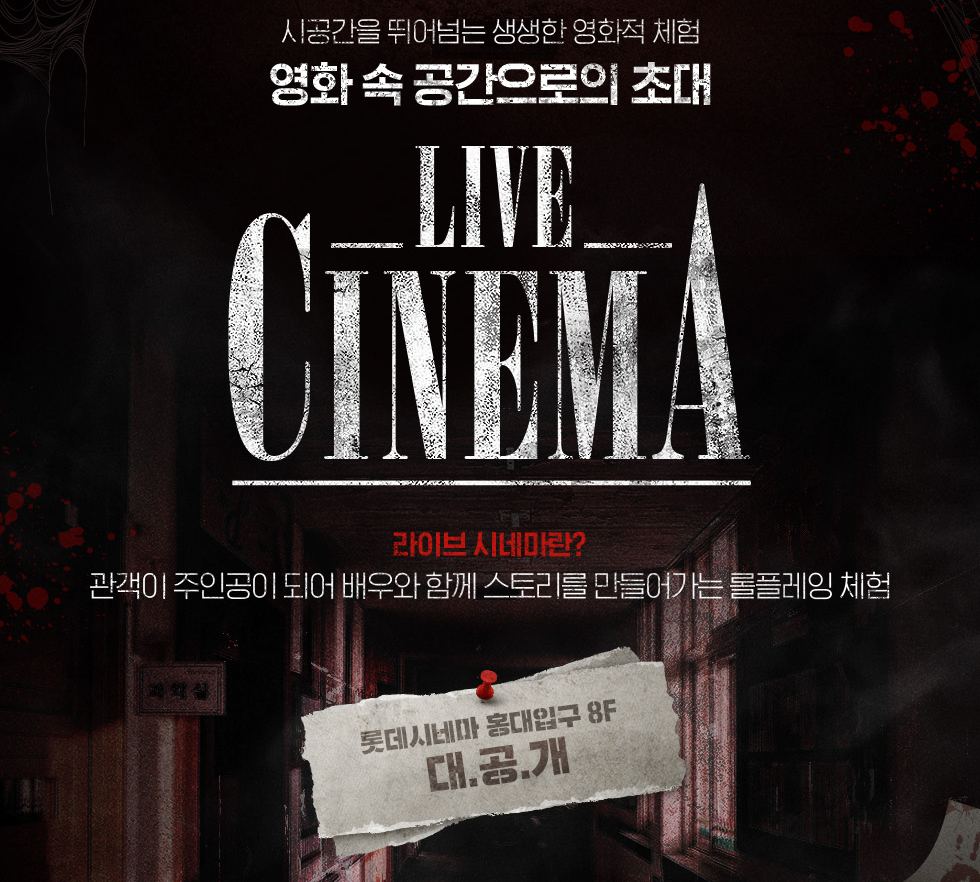 시공간을 뛰어넘는 생생한 영화적 체험
영화 속 공간으로의 초대
LIVE
CINEMA
라이브 시네마란?
관객이 주인공이 되어 배우와 함께 스토리를 만들어가는 롤플레잉 체험
과학실
롯데시네마 홍대입구 8F
대.공.개